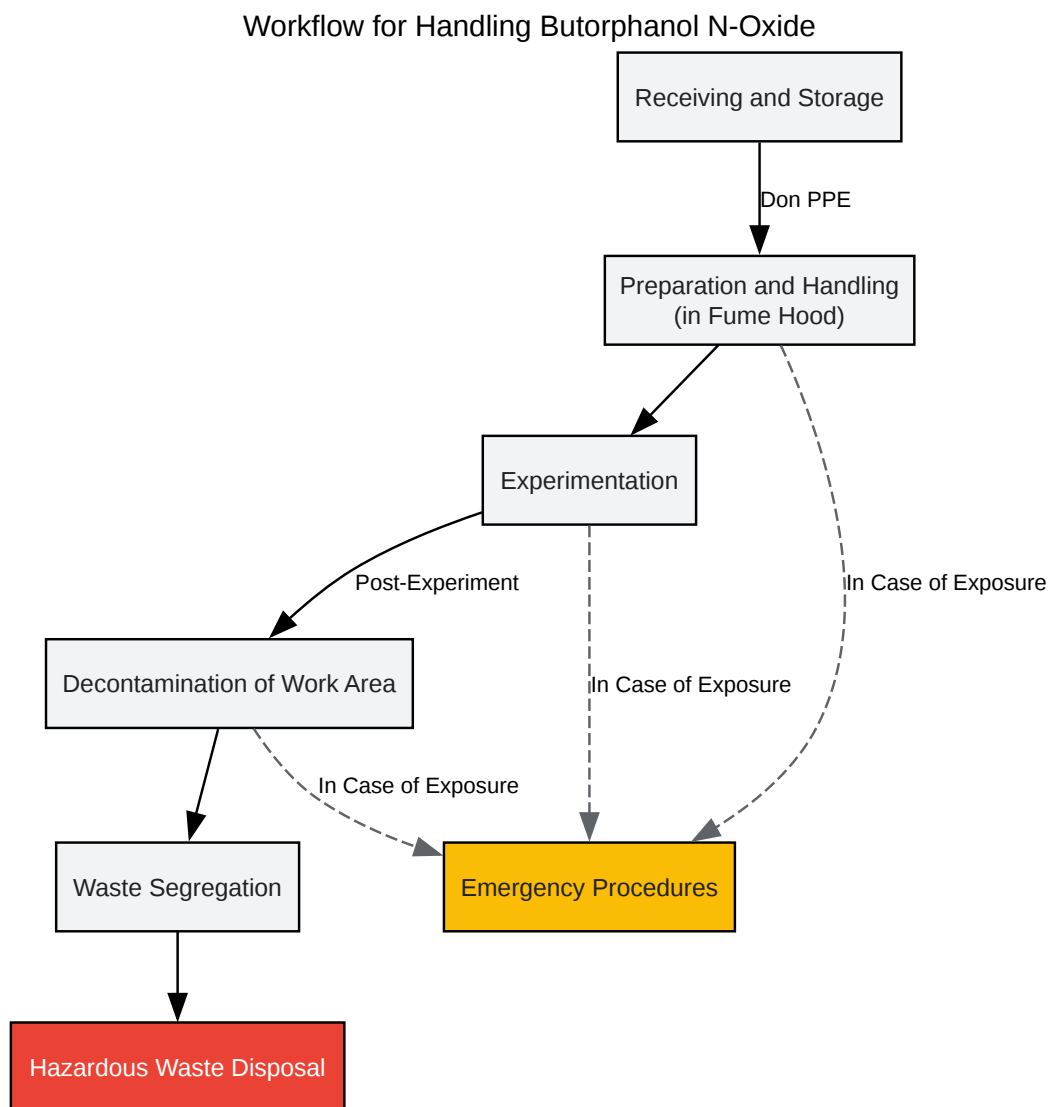 Workflow for Handling Butorphanol N-Oxide
Receiving and Storage
Don PPE
Preparation and Handling
(in Fume Hood)
Experimentation
Post-Experiment
In Case of Exposure
Decontamination of Work Area
In Case of Exposure
In Case of Exposure
Waste Segregation
Emergency Procedures
Hazardous Waste Disposal